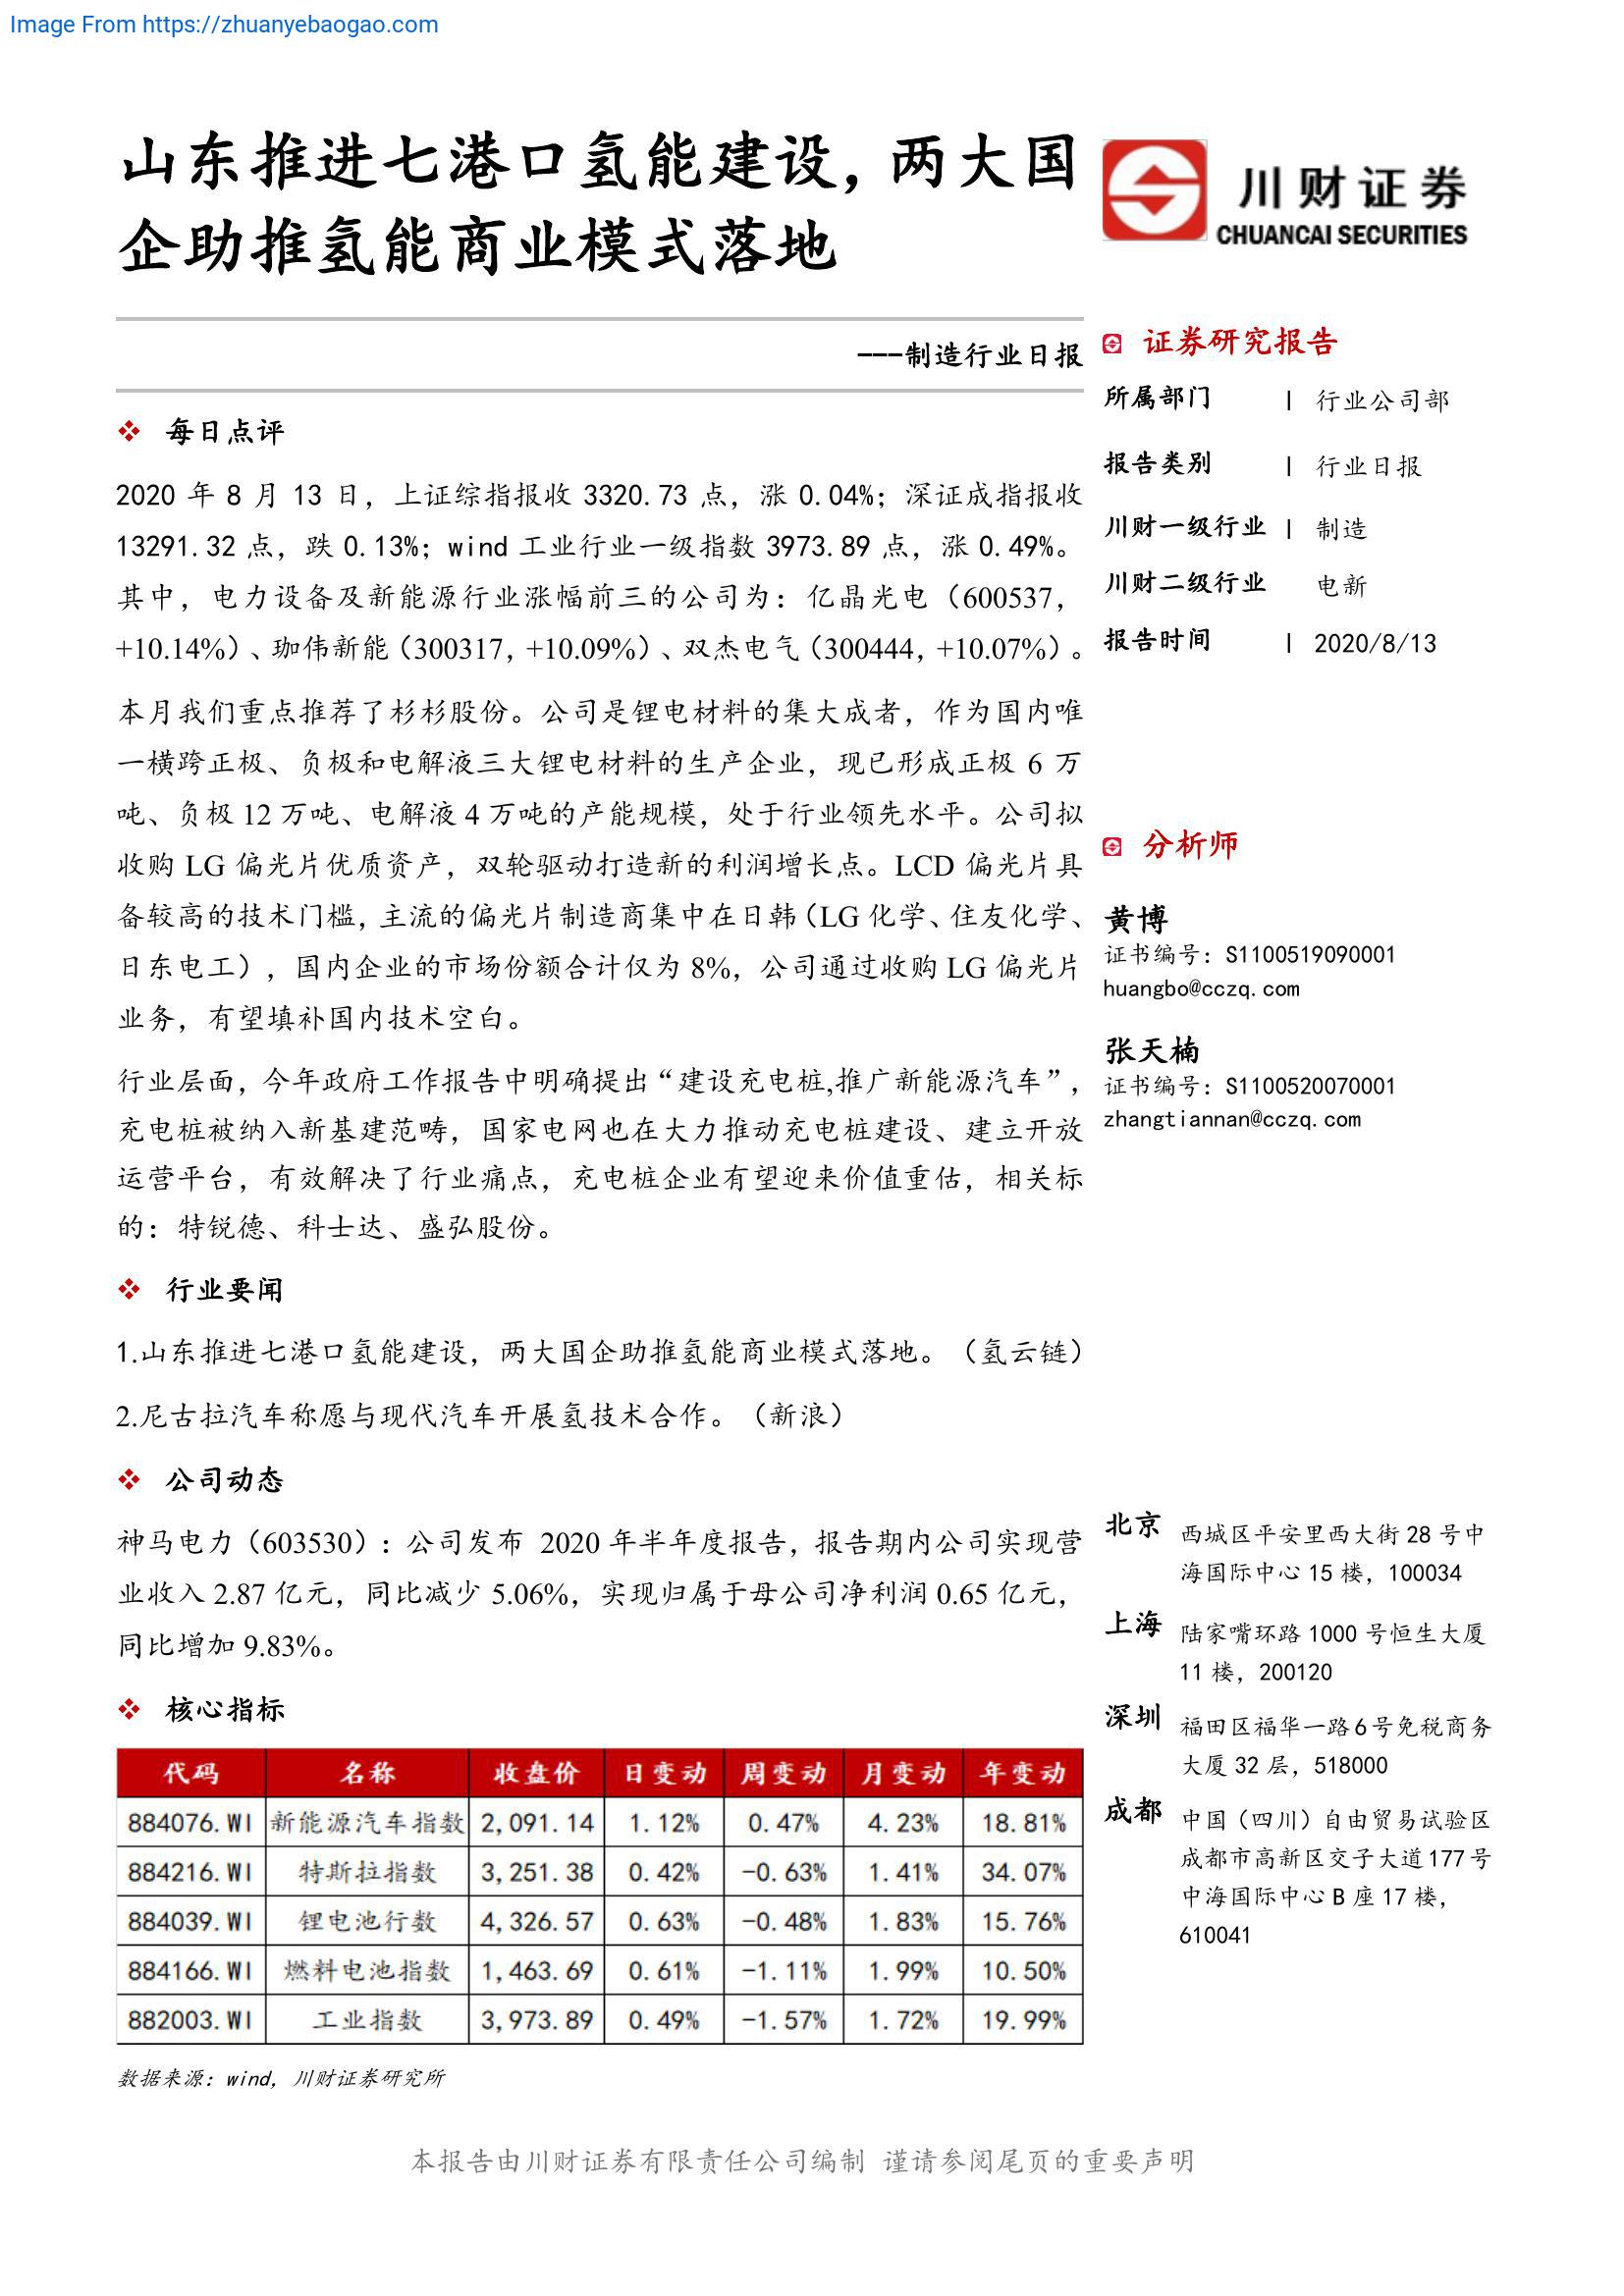 Image From https://zhuanyebaogao.com
山东推进七港口氢能建设，两大国
企助推氢能商业模式落地
川财证券
CHUANCAI SECURITIES
---制造行业日报
每日点评
2020 年 8 月 13 日，上证综指报收 3320.73 点，涨 0.04%；深证成指报收
13291.32 点，跌 0.13%；wind 工业行业一级指数 3973.89 点，涨 0.49%。
其中，电力设备及新能源行业涨幅前三的公司为：亿晶光电（600537，
+10.14%）、珈伟新能（300317，+10.09%）、双杰电气（300444，+10.07%）。
本月我们重点推荐了杉杉股份。公司是锂电材料的集大成者，作为国内唯
一横跨正极、负极和电解液三大锂电材料的生产企业，现已形成正极 6 万
吨、负极 12 万吨、电解液 4 万吨的产能规模，处于行业领先水平。公司拟
收购 LG 偏光片优质资产，双轮驱动打造新的利润增长点。LCD 偏光片具
备较高的技术门槛，主流的偏光片制造商集中在日韩（LG 化学、住友化学、
日东电工），国内企业的市场份额合计仅为 8%，公司通过收购 LG 偏光片
业务，有望填补国内技术空白。
行业层面，今年政府工作报告中明确提出“建设充电桩,推广新能源汽车”，
充电桩被纳入新基建范畴，国家电网也在大力推动充电桩建设、建立开放
运营平台，有效解决了行业痛点，充电桩企业有望迎来价值重估，相关标
的：特锐德、科士达、盛弘股份。
行业要闻
1.山东推进七港口氢能建设，两大国企助推氢能商业模式落地。（氢云链）
2.尼古拉汽车称愿与现代汽车开展氢技术合作。（新浪）
公司动态
神马电力（603530）：公司发布 2020 年半年度报告，报告期内公司实现营
业收入 2.87 亿元，同比减少 5.06%，实现归属于母公司净利润 0.65 亿元，
同比增加 9.83%。
核心指标
代码 名称 收盘价 日变动 周变动 月变动 年变动
884076.WI 新能源汽车指数 2,091.14 1.12% 0.47% 4.23% 18.81%
884216.WI 特斯拉指数 3,251.38 0.42% -0.63% 1.41% 34.07%
884039.WI 锂电池行数 4,326.57 0.63% -0.48% 1.83% 15.76%
884166.WI 燃料电池指数 1,463.69 0.61% -1.11% 1.99% 10.50%
882003.WI 工业指数 3,973.89 0.49% -1.57% 1.72% 19.99%
数据来源：wind，川财证券研究所
证券研究报告
所属部门 | 行业公司部
报告类别 | 行业日报
川财一级行业 | 制造
川财二级行业 电新
报告时间 | 2020/8/13
分析师
黄博
证书编号：S1100519090001
huangbo@cczq.com
张天楠
证书编号：S1100520070001
zhangtiannan@cczq.com
北京 西城区平安里西大街 28 号中
海国际中心 15 楼，100034
上海 陆家嘴环路 1000 号恒生大厦
11 楼，200120
深圳 福田区福华一路 6 号免税商务
大厦 32 层，518000
成都 中国（四川）自由贸易试验区
成都市高新区交子大道 177 号
中海国际中心 B 座 17 楼，
610041
本报告由川财证券有限责任公司编制 谨请参阅尾页的重要声明